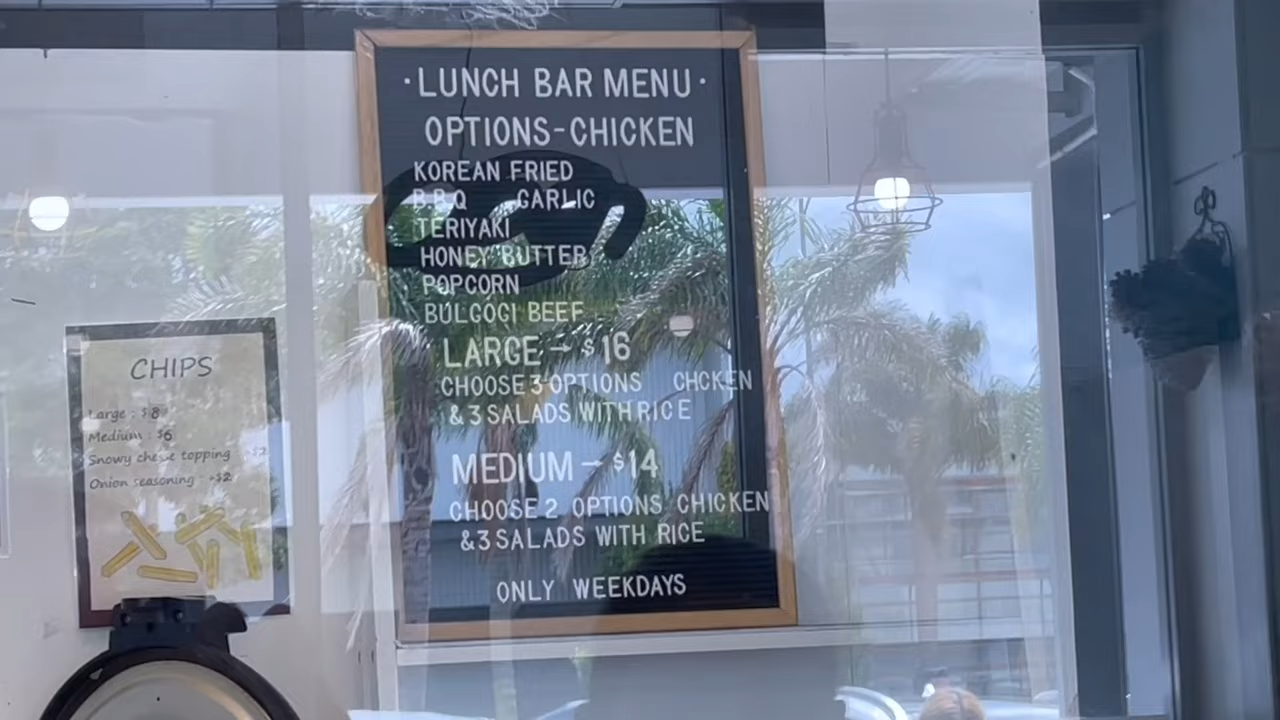 ·LUNCH BAR MENU·
OPTIONS-CHICKEN
KOREAN FRIED
B.B.Q GARLIC
TERIYAKI
HONEY BUTTER
POPCORN
BULGOGI BEEF
LARGE - $16
CHOOSE 3 OPTIONS CHCKEN
& 3 SALADS WITH RICE
MEDIUM - $14
CHOOSE 2 OPTIONS CHICKEN
& 3 SALADS WITH RICE
ONLY WEEKDAYS
CHIPS
Large : $8
Medium : $6
Snowy cheese topping +$2
Onion seasoning : +$2